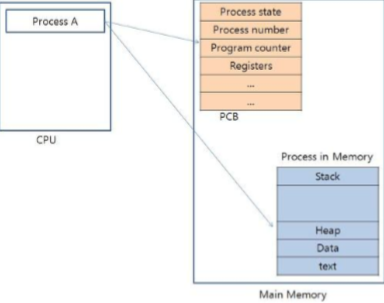 Process A
CPU
Process state
Process number
Program counter
Registers
...
...
PCB
Process in Memory
Stack
Heap
Data
text
Main Memory